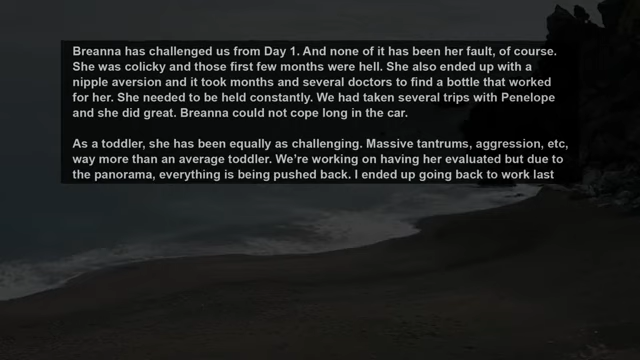 Breanna has challenged us from Day 1. And none of it has been her fault, of course.
She was colicky and those first few months were hell. She also ended up with a
nipple aversion and it took months and several doctors to find a bottle that worked
for her. She needed to be held constantly. We had taken several trips with Penelope
and she did great. Breanna could not cope long in the car.
As a toddler, she has been equally as challenging. Massive tantrums, aggression, etc,
way more than an average toddler. We’re working on having her evaluated but due to
the panorama, everything is being pushed back. I ended up going back to work last